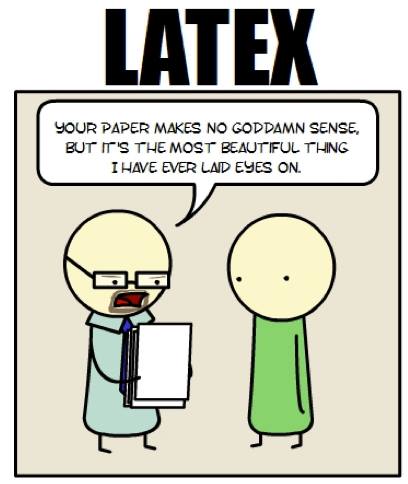 LATEX
YOUR PAPER MAKES NO GODDAMN SENSE,
BUT IT'S THE MOST BEAUTIFUL THING
I HAVE EVER LAID EYES ON.